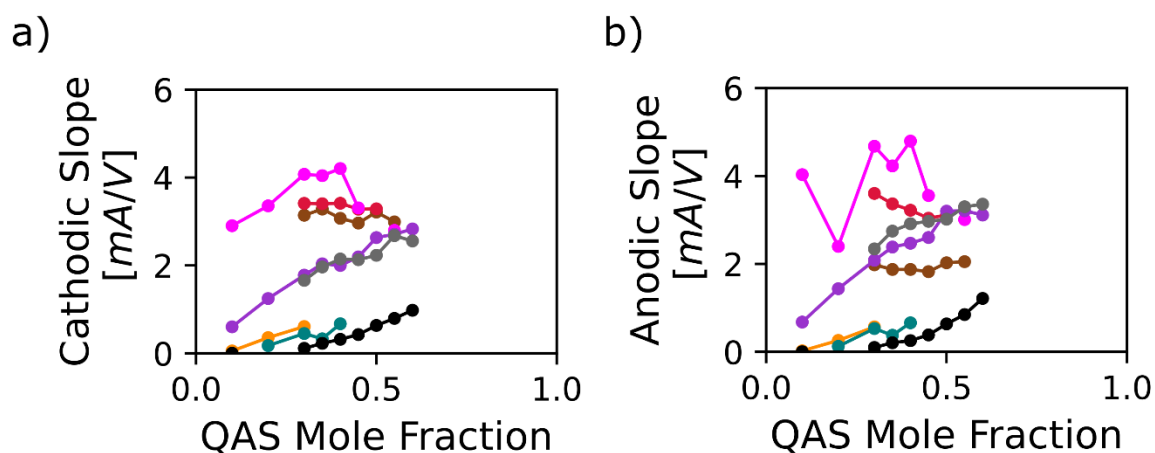 a)
Cathodic Slope
[mA/V]
6
4
2
0
0.0
0.5
1.0
QAS Mole Fraction
b)
Anodic Slope
[mA/V]
6
4
2
0
0.0
0.5
1.0
QAS Mole Fraction